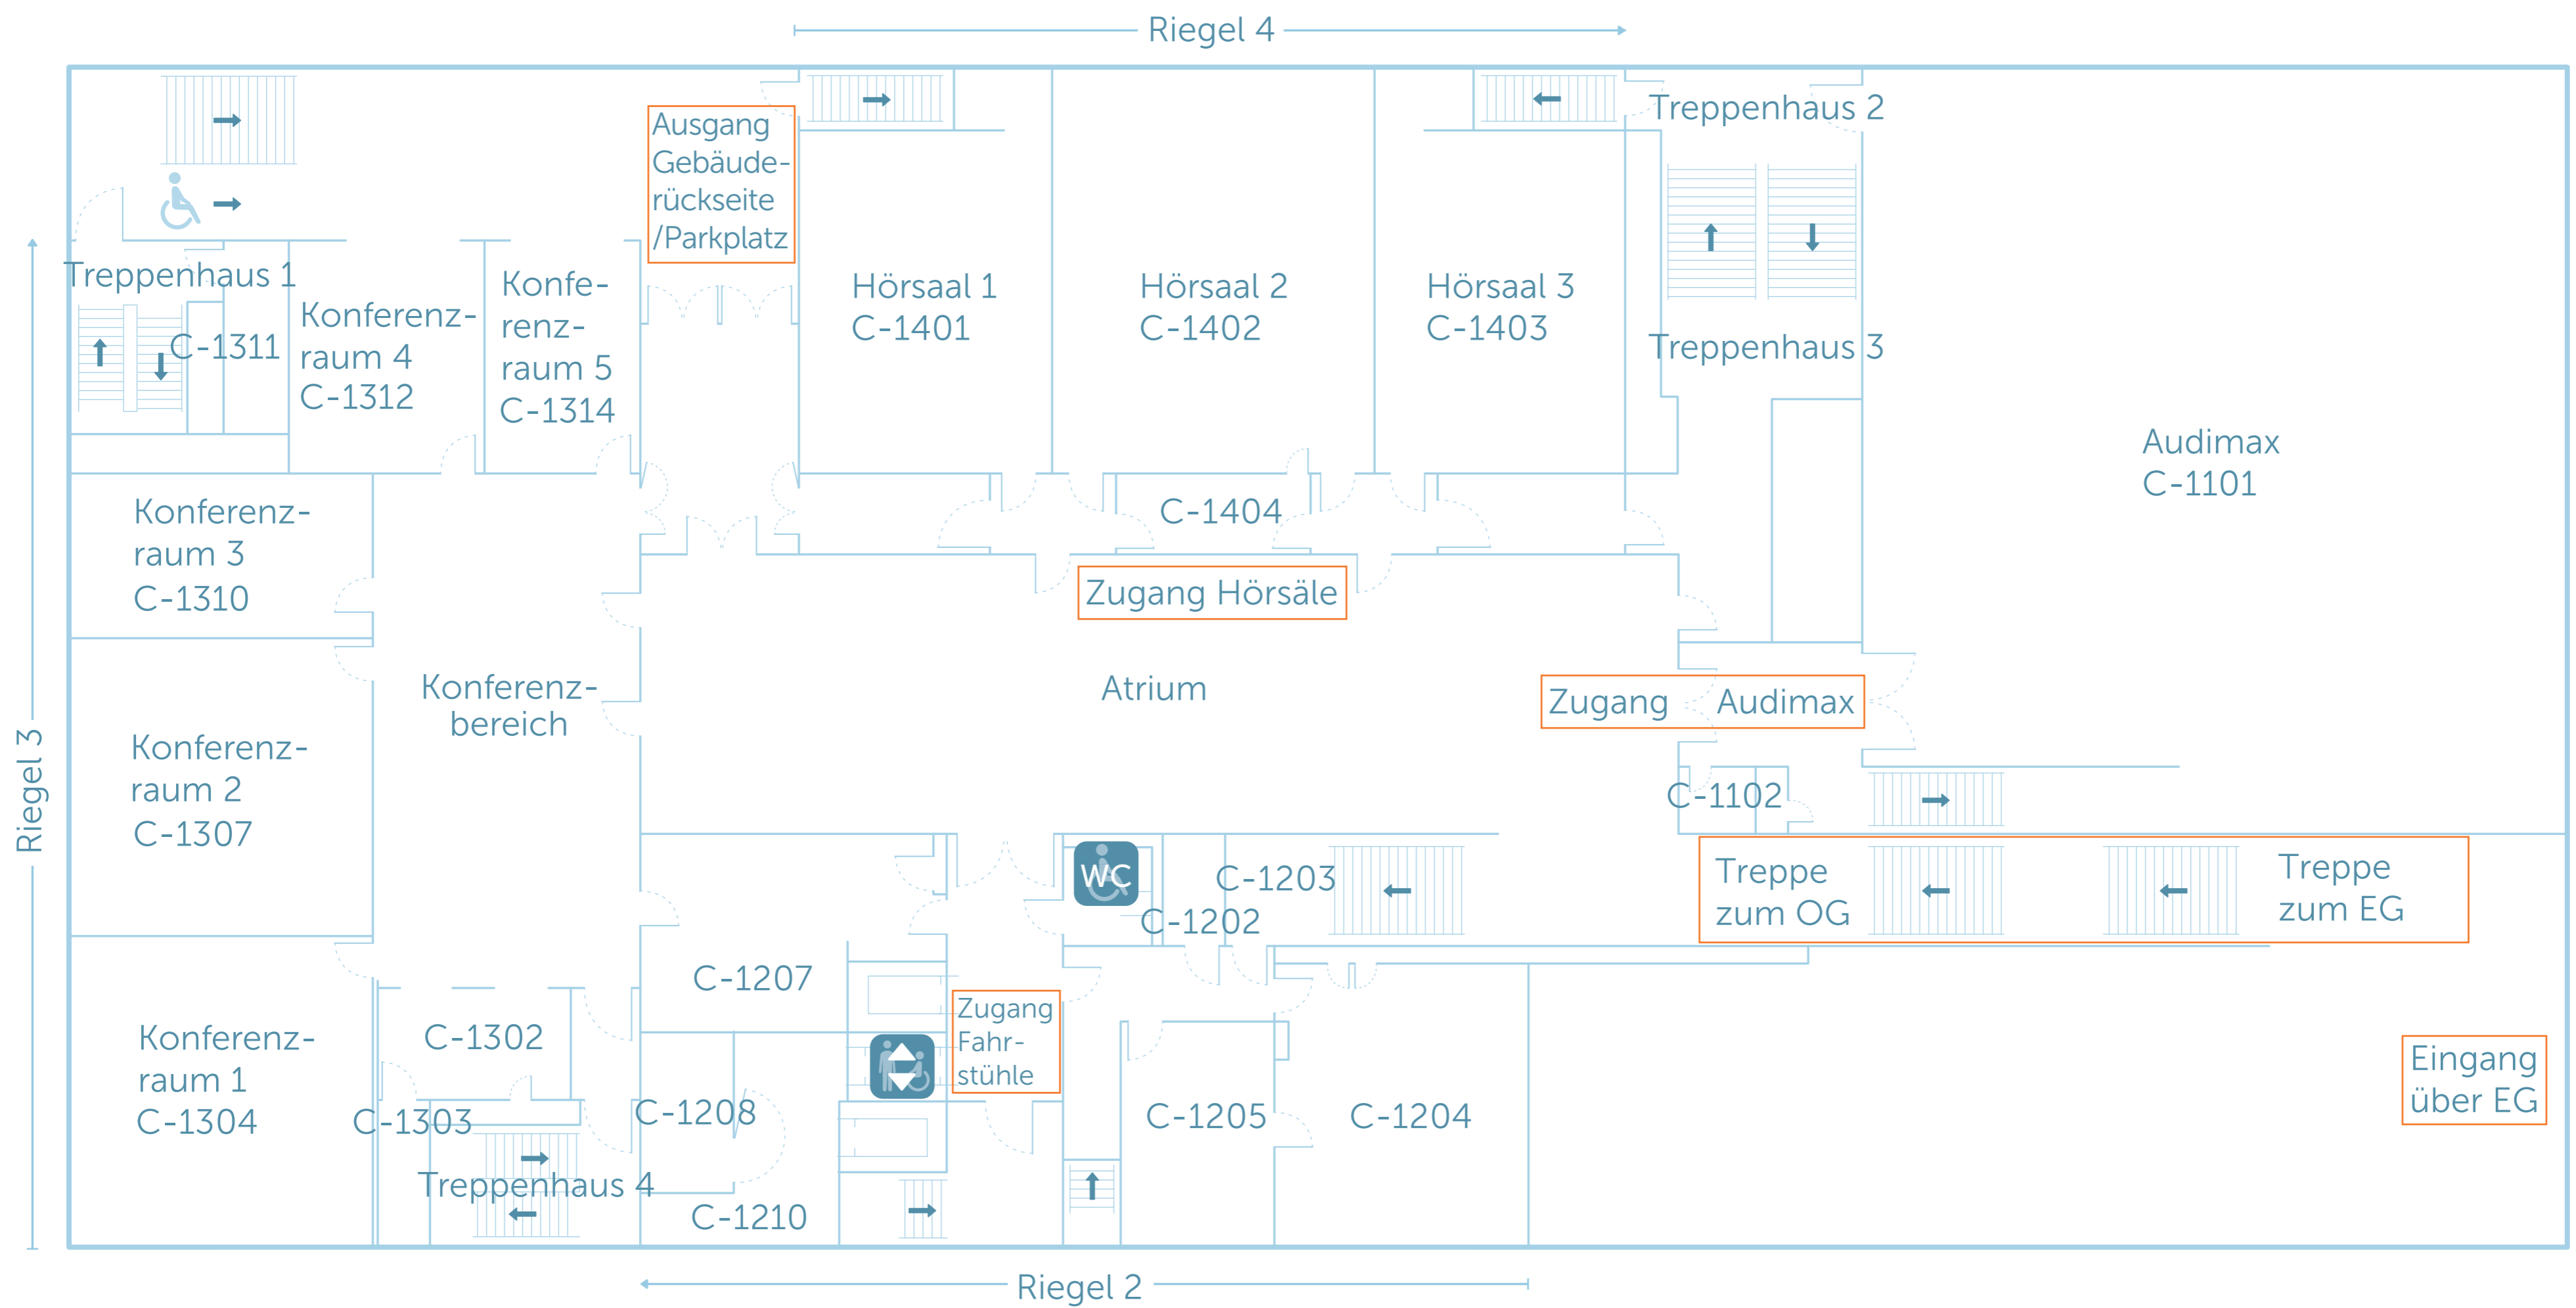 Riegel 4
Ausgang
Gebäude-
rückseite
/Parkplatz
Treppenhaus 2
Treppenhaus 1
C-1311
Konferenz-
raum 4
C-1312
Konfe-
renz-
raum 5
C-1314
Hörsaal 1
C-1401
Hörsaal 2
C-1402
Hörsaal 3
C-1403
Treppenhaus 3
Audimax
C-1101
Konferenz-
raum 3
C-1310
C-1404
Zugang Hörsäle
Konferenz-
bereich
Atrium
Zugang Audimax
Riegel 3
Konferenz-
raum 2
C-1307
C-1102
WC
C-1203
C-1202
Treppe
zum OG
Treppe
zum EG
C-1207
Zugang
Fahr-
stühle
Konferenz-
raum 1
C-1304
C-1302
C-1303
C-1208
C-1205
C-1204
Eingang
über EG
Treppenhaus 4
C-1210
Riegel 2